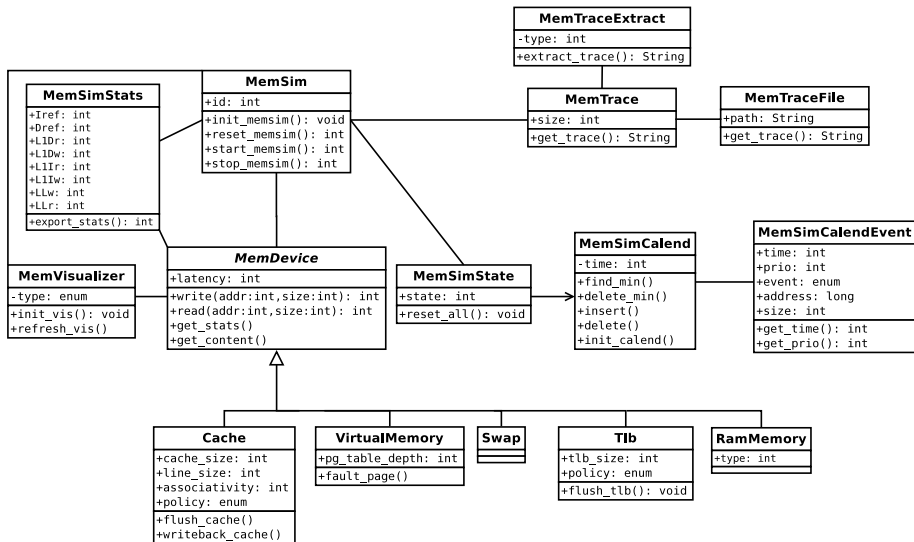 MemTraceExtract
-type: int
+extract_trace(): String
MemSim
+id: int
+init_memsim(): void
+reset_memsim(): int
+start_memsim(): int
+stop_memsim(): int
MemSimStats
+Iref: int
+Dref: int
+L1Dr: int
+L1Dw: int
+L1Ir: int
+L1Iw: int
+LLw: int
+LLr: int
+export_stats(): int
MemTrace
+size: int
+get_trace(): String
MemTraceFile
+path: String
+get_trace(): String
MemVisualizer
-type: enum
+init_vis(): void
+refresh_vis()
MemDevice
+latency: int
+write(addr:int,size:int): int
+read(addr:int,size:int): int
+get_stats()
+get_content()
MemSimState
+state: int
+reset_all(): void
MemSimCalend
-time: int
+find_min()
+delete_min()
+insert()
+delete()
+init_calend()
MemSimCalendEvent
+time: int
+prio: int
+event: enum
+address: long
+size: int
+get_time(): int
+get_prio(): int
Cache
+cache_size: int
+line_size: int
+associativity: int
+policy: enum
+flush_cache()
+writeback_cache()
VirtualMemory
+pg_table_depth: int
+fault_page()
Swap
Tlb
+tlb_size: int
+policy: enum
+flush_tlb(): void
RamMemory
+type: int